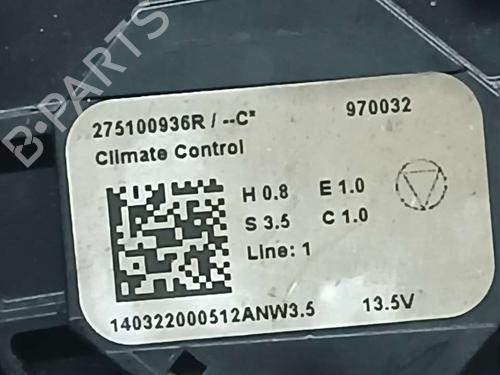 B-PARTS
275100936R / --C* 970032
Climate Control
H 0.8 E 1.0
S 3.5 C 1.0
Line: 1
140322000512ANW3.5 13.5V